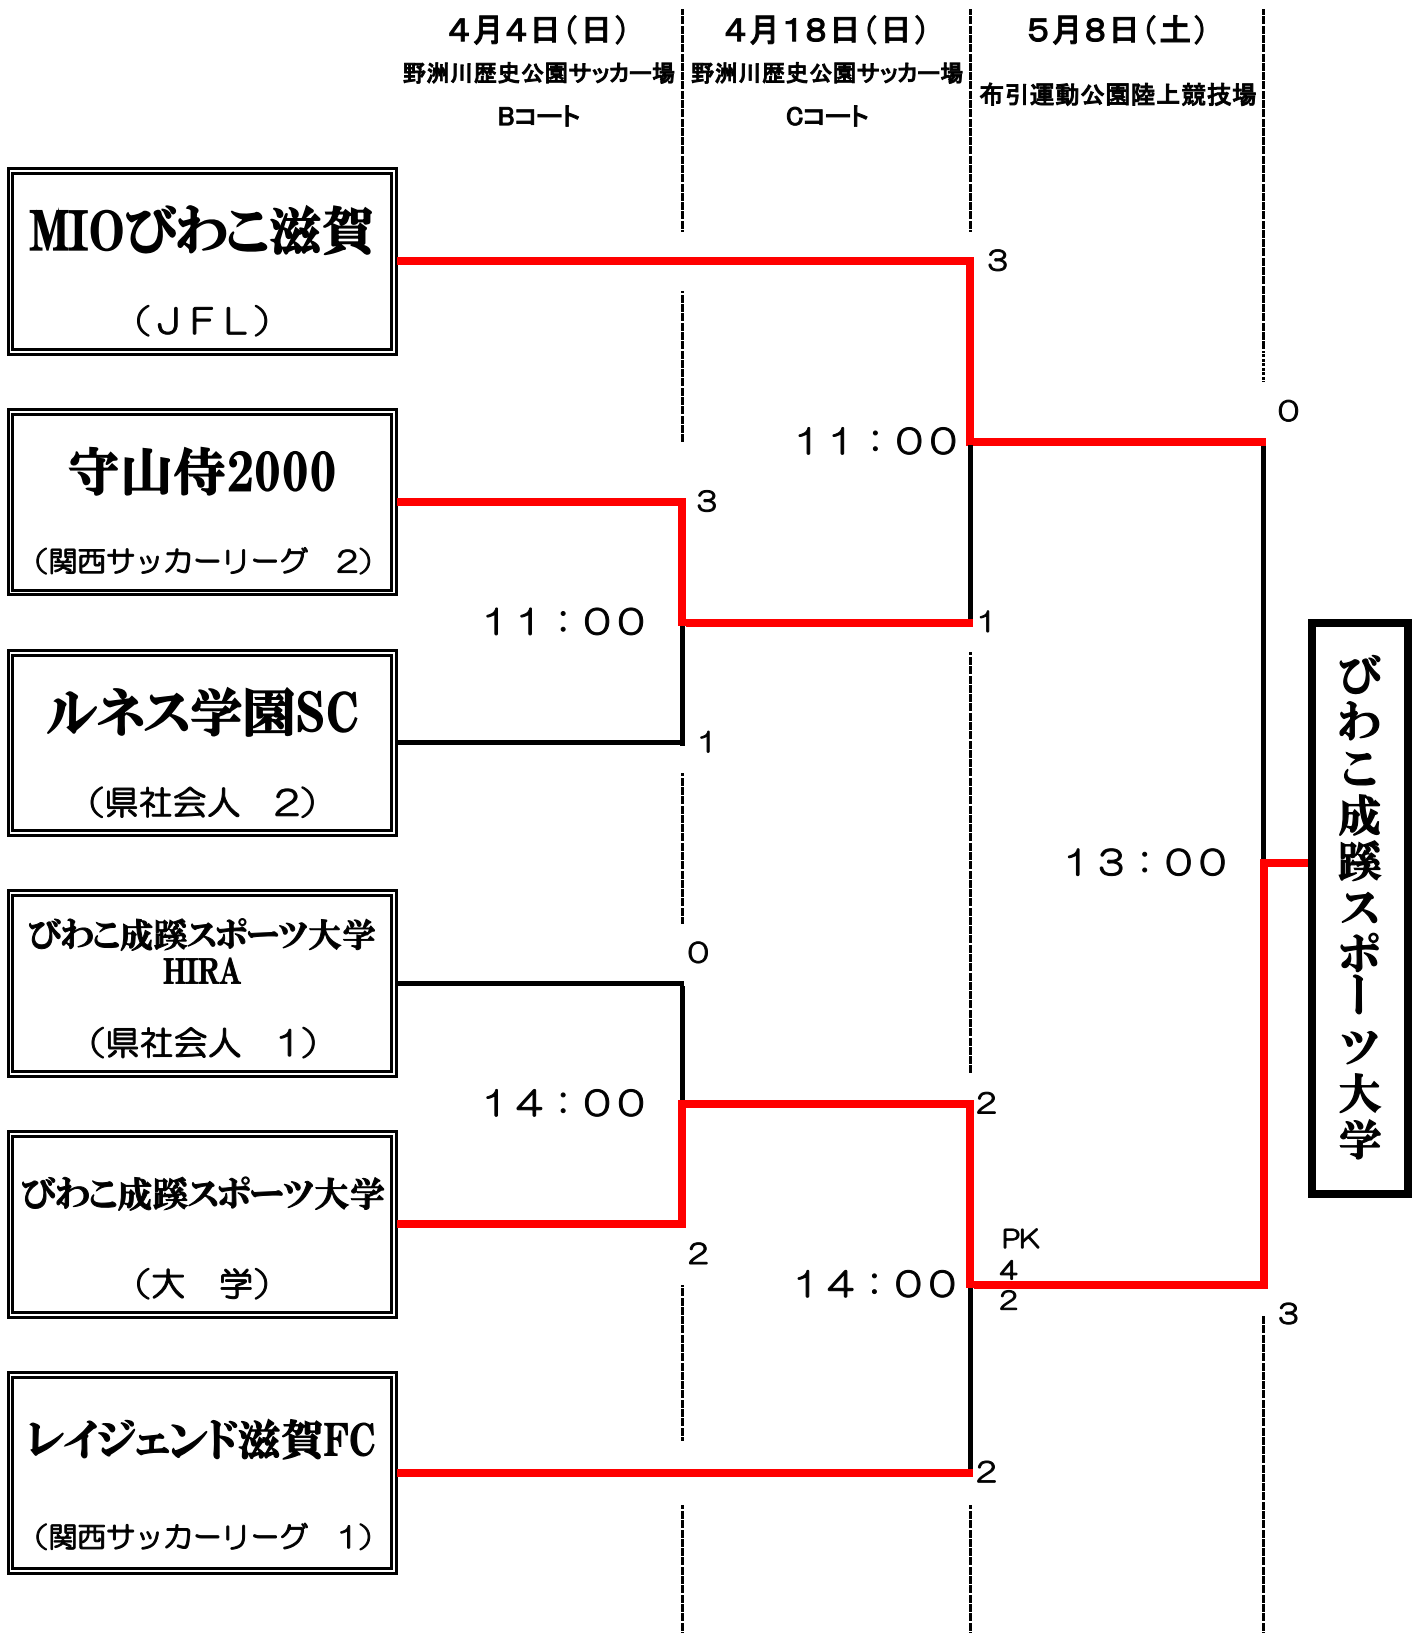 4月4日（日）
野洲川歴史公園サッカー場
Bコート
4月18日（日）
野洲川歴史公園サッカー場
Cコート
5月8日（土）
布引運動公園陸上競技場
MIOびわこ滋賀
（ＪＦＬ）
3
0
11：00
守山侍2000
（関西サッカーリーグ　2）
3
11：00
1
ルネス学園SC
（県社会人　2）
1
びわこ成蹊スポーツ大学
13：00
びわこ成蹊スポーツ大学
HIRA
（県社会人　1）
0
14：00
2
びわこ成蹊スポーツ大学
（大　学）
2
14：00
PK
4
2
3
レイジェンド滋賀FC
（関西サッカーリーグ　1）
2